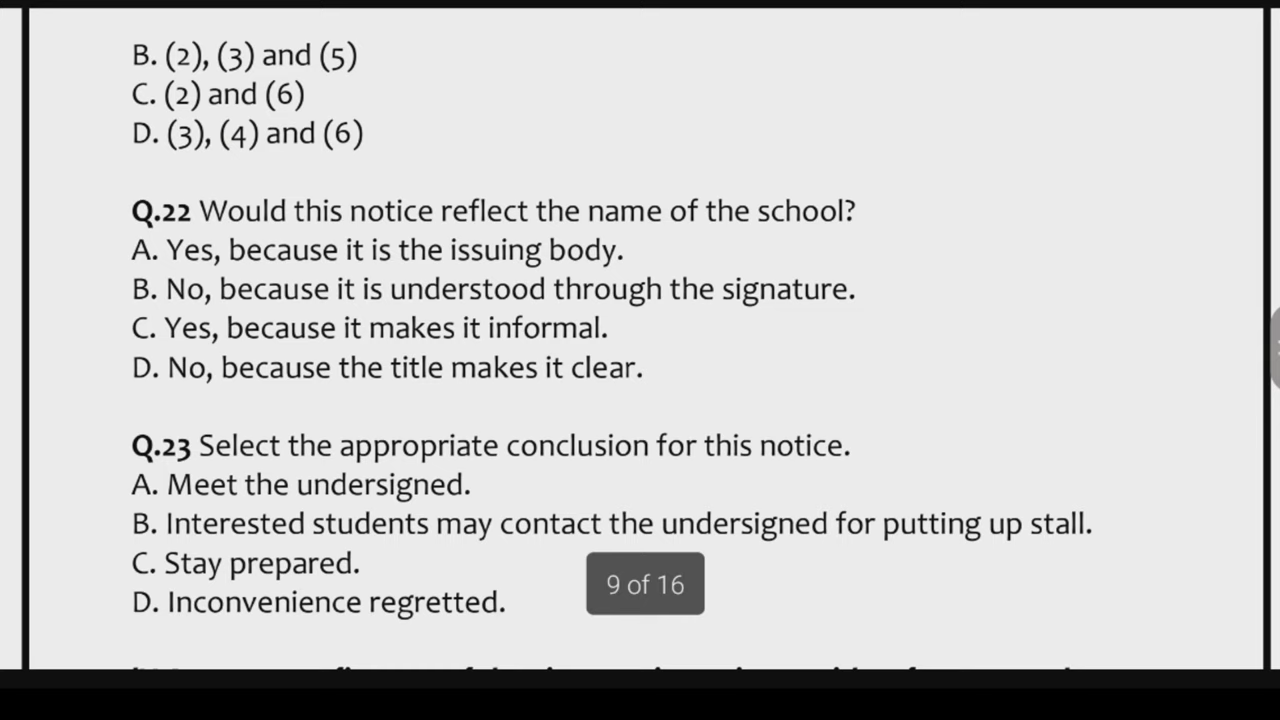 B. (2), (3) and (5)
C. (2) and (6)
D. (3), (4) and (6)
Q.22 Would this notice reflect the name of the school?
A. Yes, because it is the issuing body.
B. No, because it is understood through the signature.
C. Yes, because it makes it informal.
D. No, because the title makes it clear.
Q.23 Select the appropriate conclusion for this notice.
A. Meet the undersigned.
B. Interested students may contact the undersigned for putting up stall.
C. Stay prepared.
9 of 16
D. Inconvenience regretted.